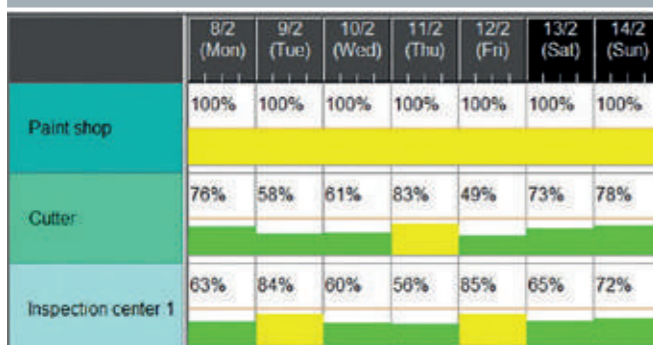 8/2 9/2 10/2 11/2 12/2 13/2 14/2
(Mon) (Tue) (Wed) (Thu) (Fri) (Sat) (Sun)
Paint shop 100% 100% 100% 100% 100% 100% 100%
Cutter 76% 58% 61% 83% 49% 73% 78%
Inspection center 1 63% 84% 60% 56% 85% 65% 72%